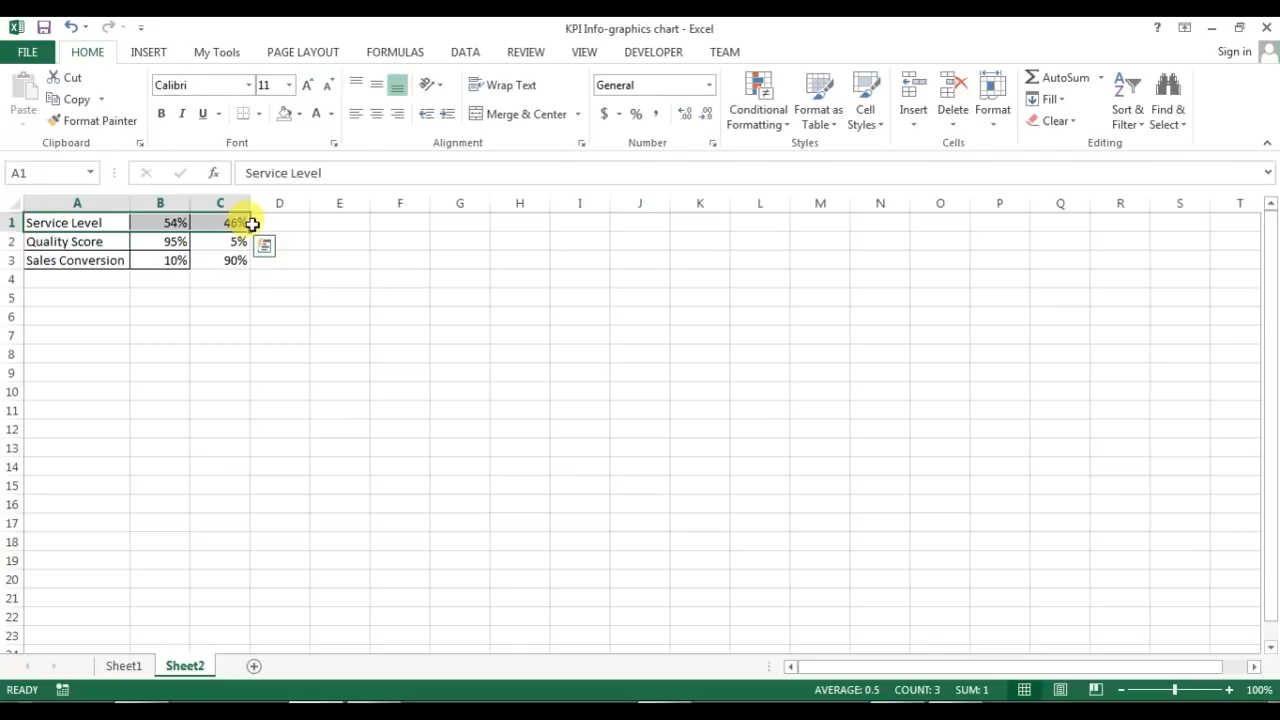 KPI Info-graphics chart - Excel
?
FILE HOME INSERT My Tools PAGE LAYOUT FORMULAS DATA REVIEW VIEW DEVELOPER TEAM Sign in
Paste Cut Copy Format Painter
Calibri 11
B I U A
Wrap Text
Merge & Center
General
$ % ,
Conditional Formatting
Format as Table
Cell Styles
Insert Delete Format
AutoSum
Fill
Clear
Sort & Filter
Find & Select
Clipboard Font Alignment Number Styles Cells Editing
A1 fx Service Level
A B C D E F G H I J K L M N O P Q R S T
1 Service Level 54% 46%
2 Quality Score 95% 5%
3 Sales Conversion 10% 90%
4
5
6
7
8
9
10
11
12
13
14
15
16
17
18
19
20
21
22
23
Sheet1 Sheet2
READY AVERAGE: 0.5 COUNT: 3 SUM: 1 100%